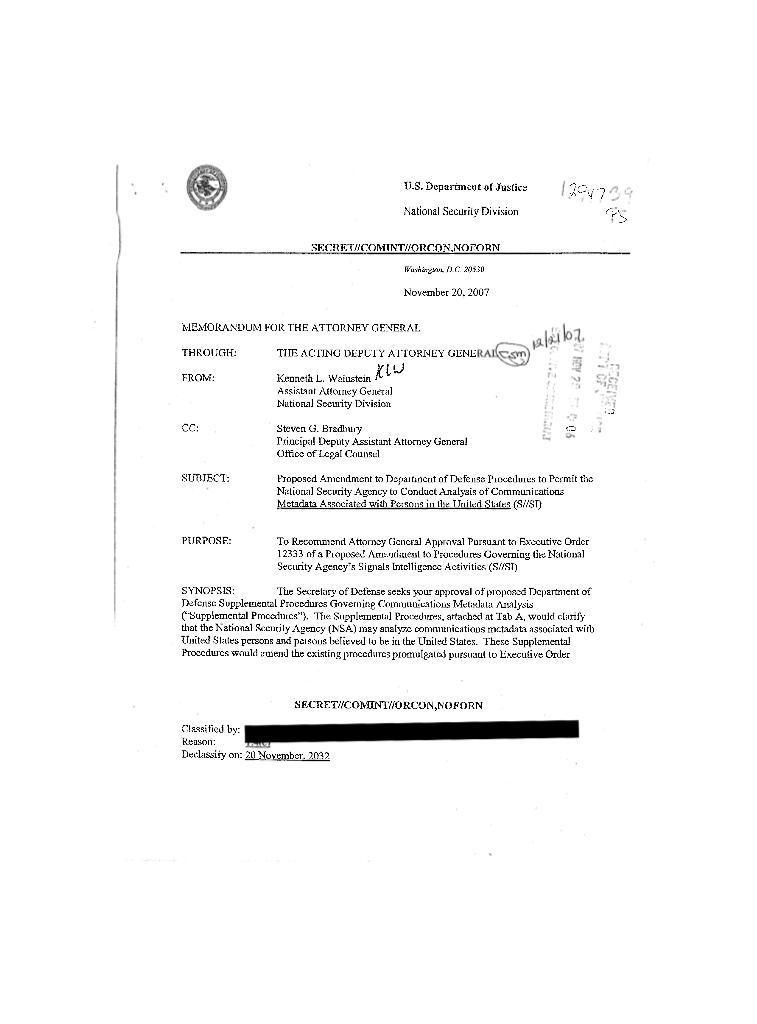 U.S. Department of Justice
National Security Division
SECRET//COMINT//ORCON,NOFORN
Washington, D.C. 20530
November 20, 2007
MEMORANDUM FOR THE ATTORNEY GENERAL
12/21/07
THROUGH: THE ACTING DEPUTY ATTORNEY GENERAL CSM
FROM: Kenneth L. Wainstein KLW
Assistant Attorney General
National Security Division
CC: Steven G. Bradbury
Principal Deputy Assistant Attorney General
Office of Legal Counsel
SUBJECT: Proposed Amendment to Department of Defense Procedures to Permit the
National Security Agency to Conduct Analysis of Communications
Metadata Associated with Persons in the United States (S//SI)
PURPOSE: To Recommend Attorney General Approval Pursuant to Executive Order
12333 of a Proposed Amendment to Procedures Governing the National
Security Agency's Signals Intelligence Activities (S//SI)
SYNOPSIS: The Secretary of Defense seeks your approval of proposed Department of
Defense Supplemental Procedures Governing Communications Metadata Analysis
("Supplemental Procedures"). The Supplemental Procedures, attached at Tab A, would clarify
that the National Security Agency (NSA) may analyze communications metadata associated with
United States persons and persons believed to be in the United States. These Supplemental
Procedures would amend the existing procedures promulgated pursuant to Executive Order
SECRET//COMINT//ORCON,NOFORN
Classified by:
Reason:
Declassify on: 20 November, 2032